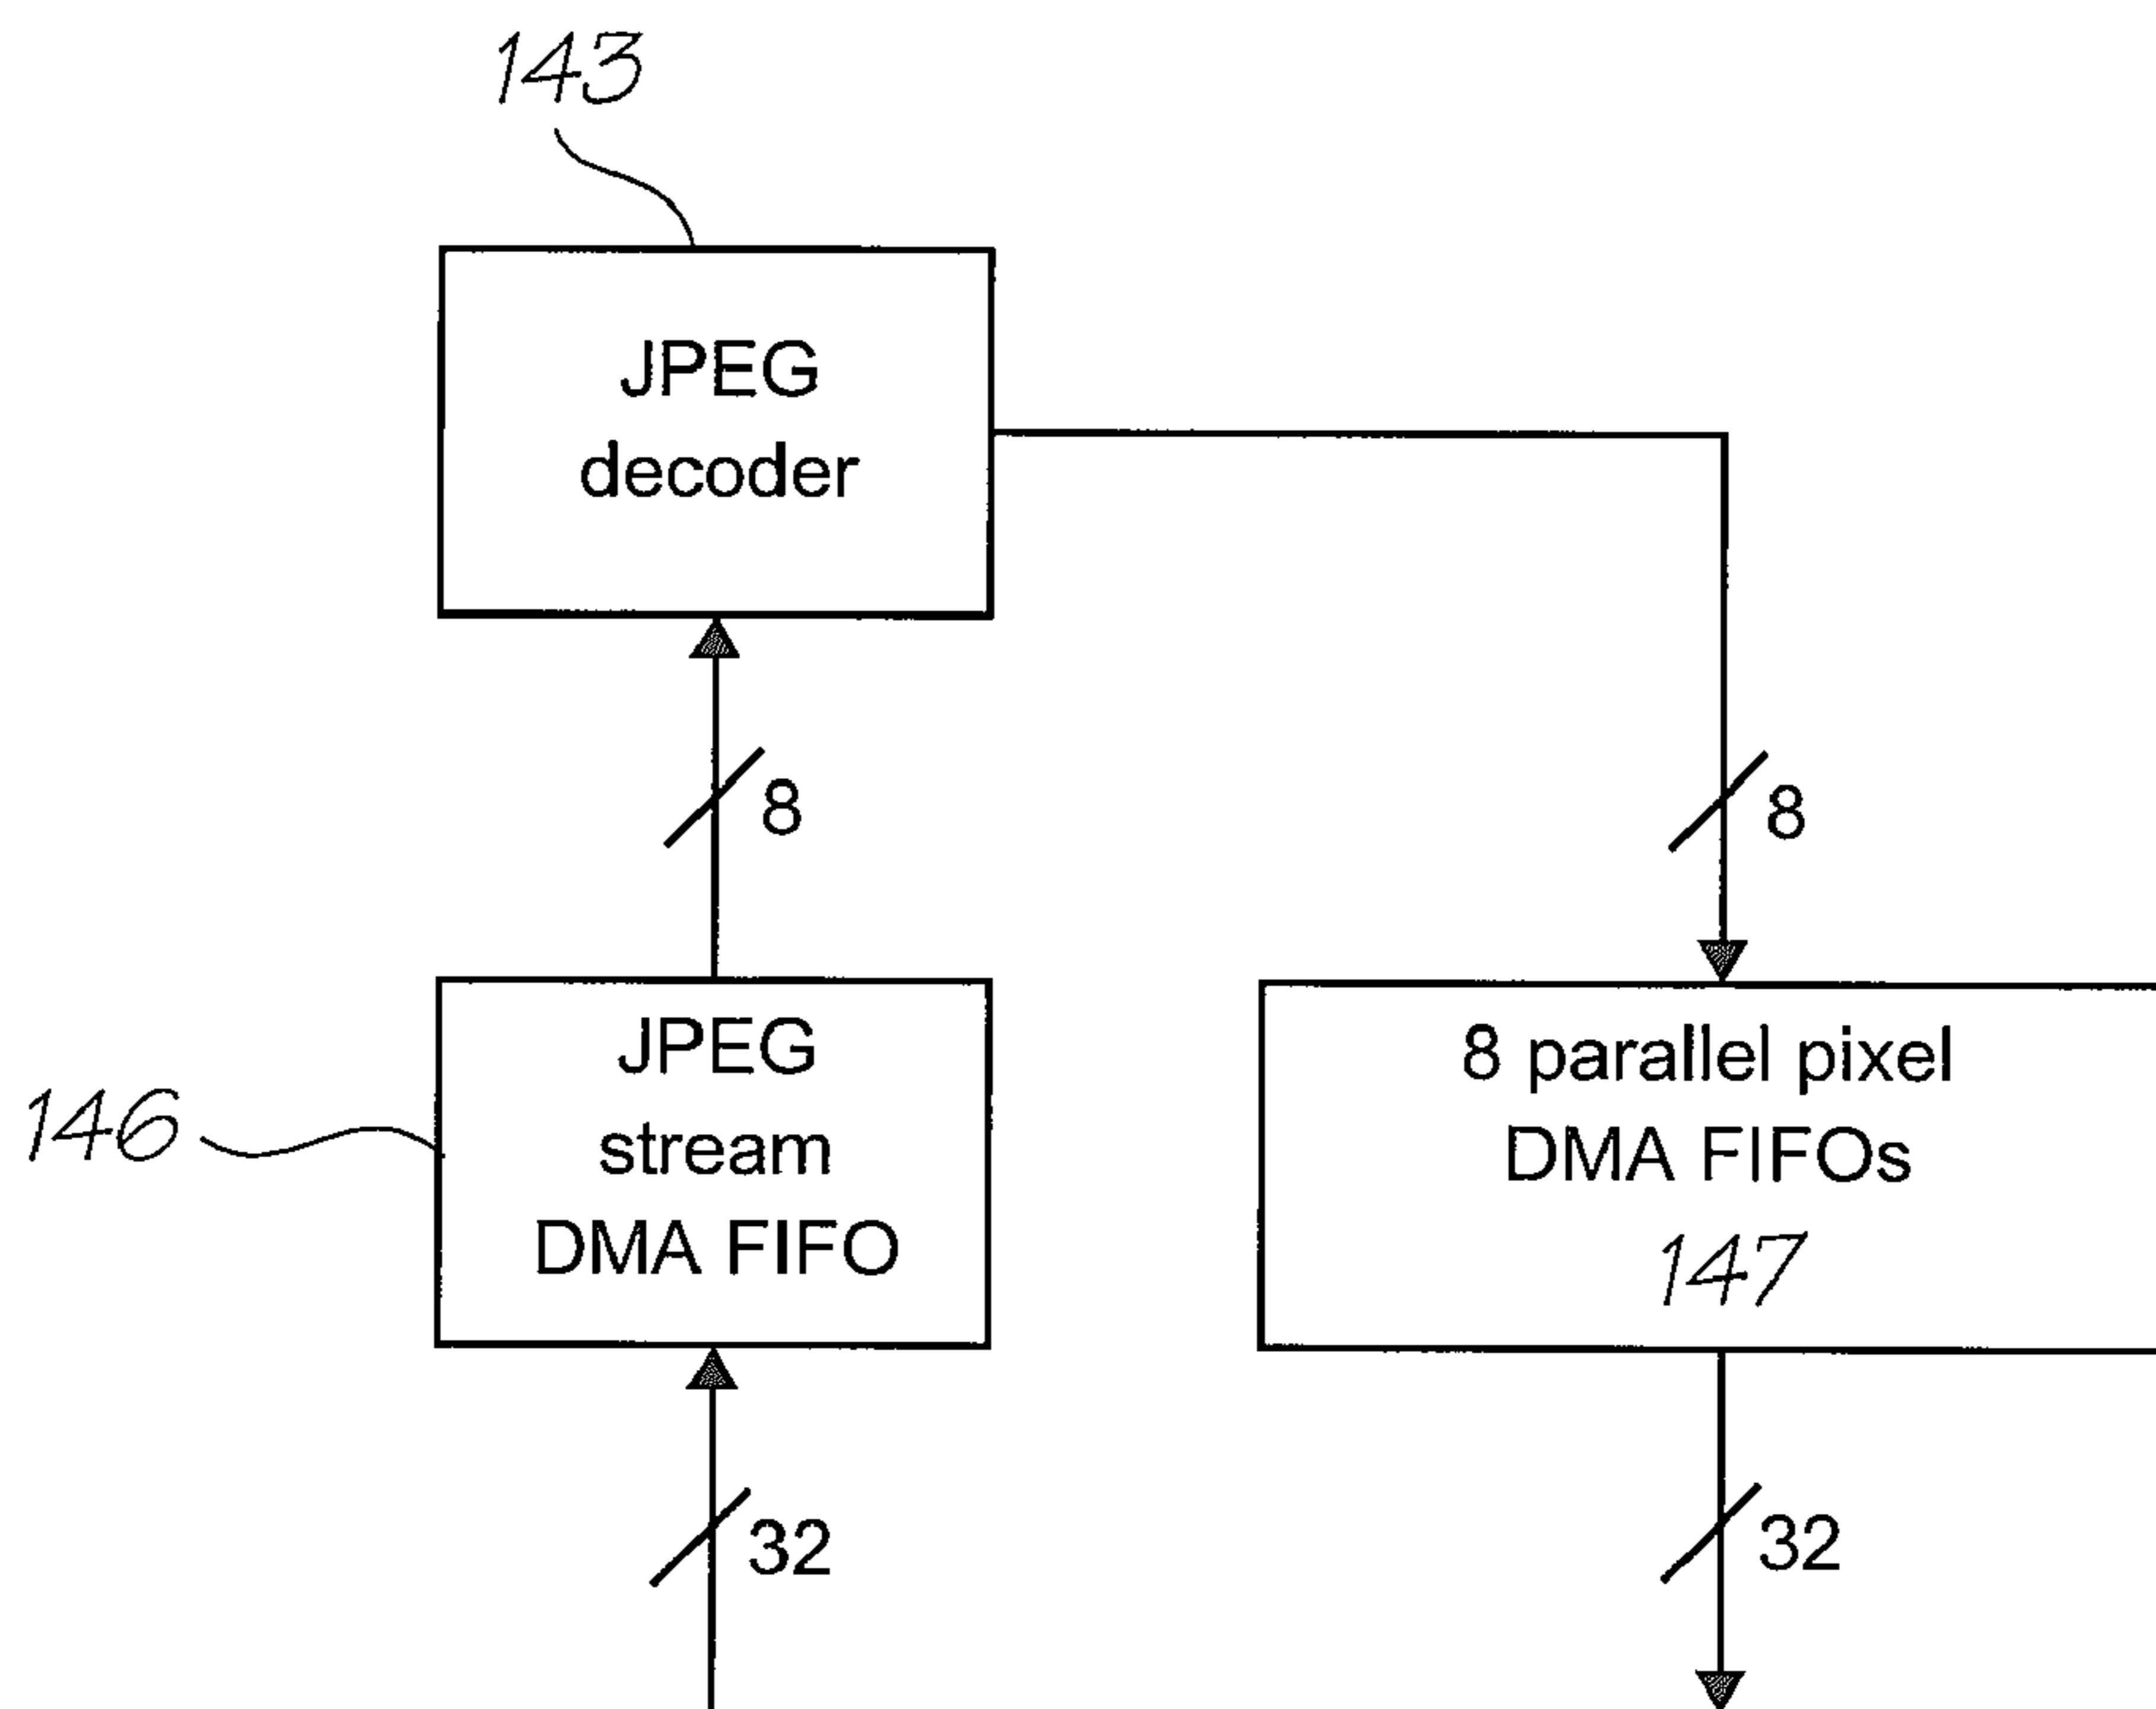 143
JPEG
decoder
8
8
JPEG
stream
DMA FIFO
146
8 parallel pixel
DMA FIFOs
147
32
32